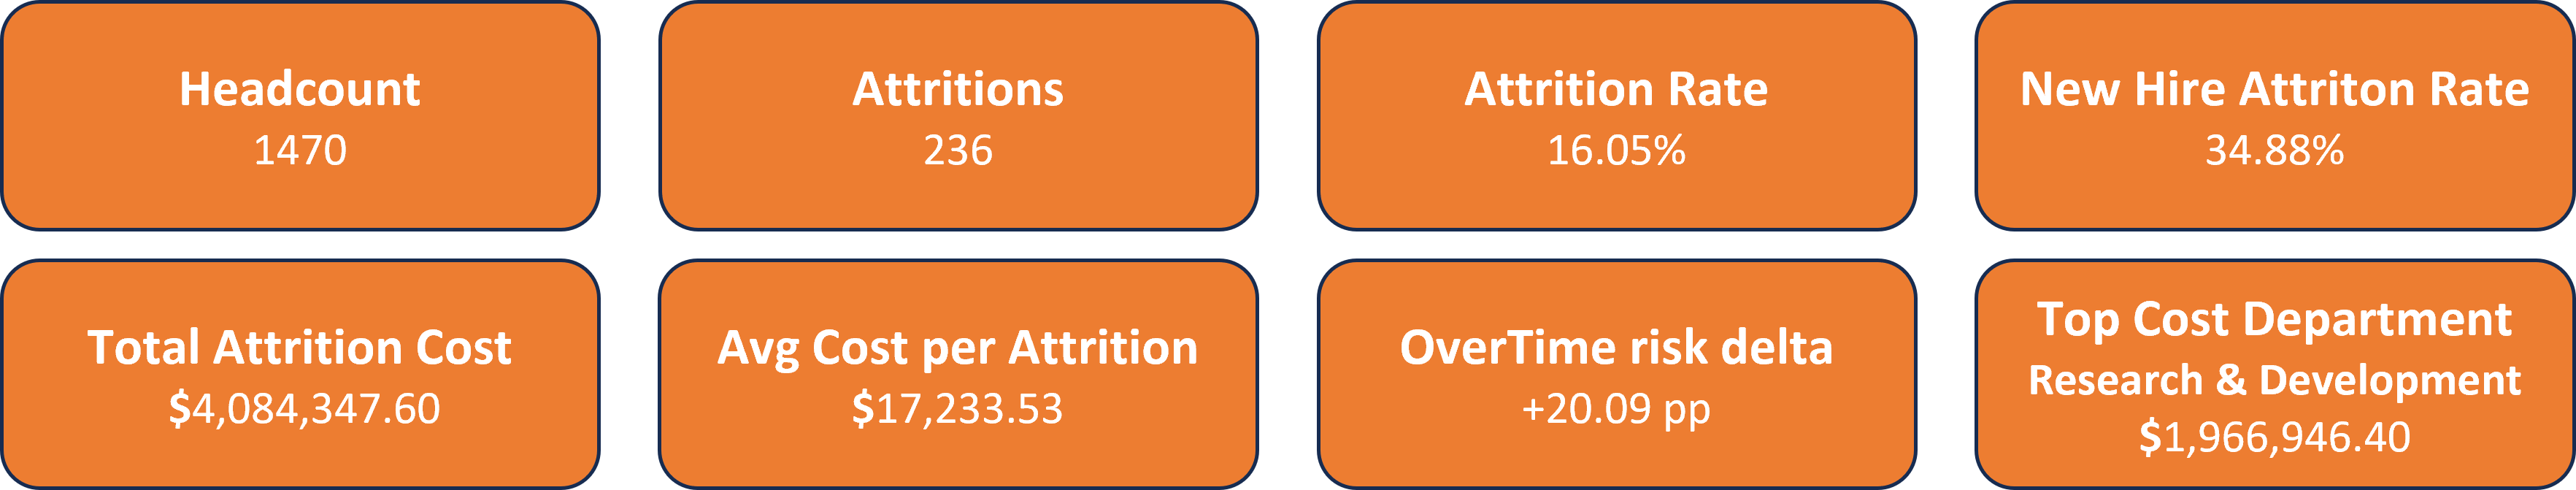 Headcount
1470
Attritions
236
Attrition Rate
16.05%
New Hire Attriton Rate
34.88%
Total Attrition Cost
$4,084,347.60
Avg Cost per Attrition
$17,233.53
OverTime risk delta
+20.09 pp
Top Cost Department
Research & Development
$1,966,946.40